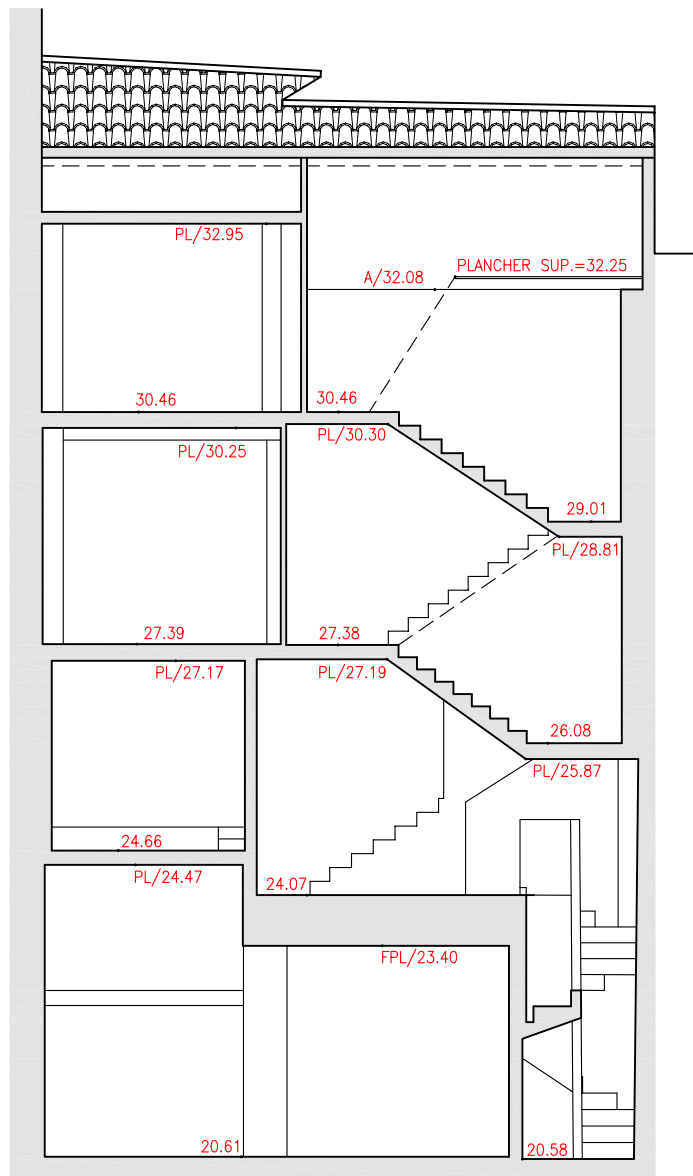 PL/32.95
PLANCHER SUP.=32.25
A/32.08
30.46
30.46
PL/30.30
PL/30.25
29.01
PL/28.81
27.39
27.38
PL/27.17
PL/27.19
26.08
PL/25.87
24.66
PL/24.47
24.07
FPL/23.40
20.61
20.58